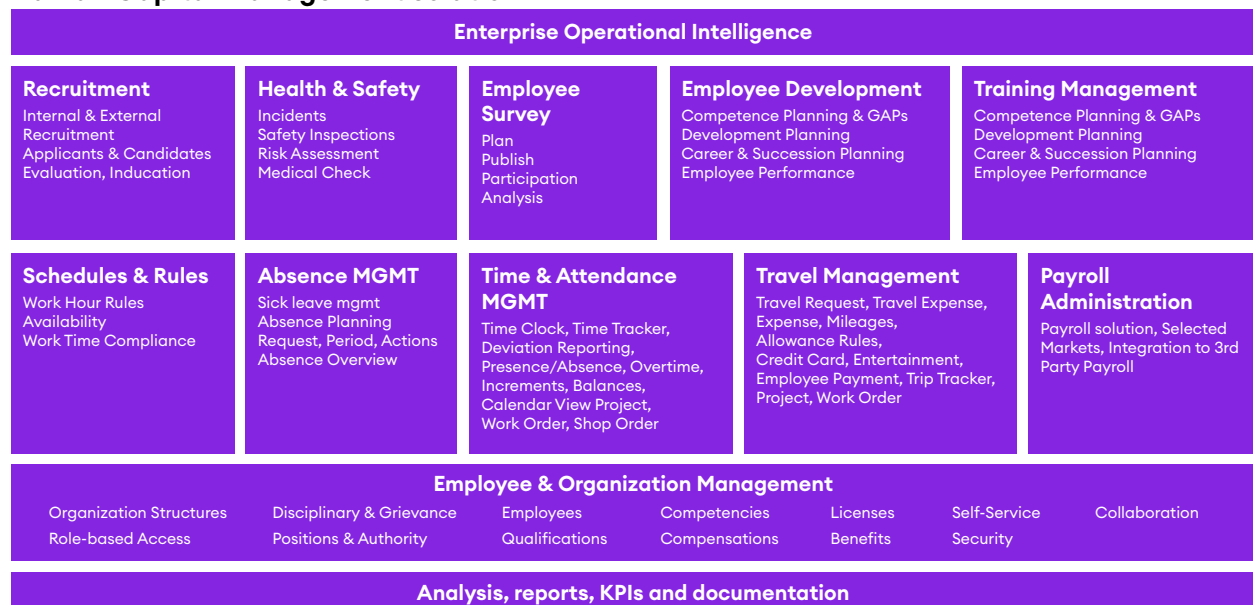 Enterprise Operational Intelligence
Recruitment
Internal & External
Recruitment
Applicants & Candidates
Evaluation, Inducation
Health & Safety
Incidents
Safety Inspections
Risk Assessment
Medical Check
Employee
Survey
Plan
Publish
Participation
Analysis
Employee Development
Competence Planning & GAPs
Development Planning
Career & Succession Planning
Employee Performance
Training Management
Competence Planning & GAPs
Development Planning
Career & Succession Planning
Employee Performance
Schedules & Rules
Work Hour Rules
Availability
Work Time Compliance
Absence MGMT
Sick leave mgmt
Absence Planning
Request, Period, Actions
Absence Overview
Time & Attendance
MGMT
Time Clock, Time Tracker,
Deviation Reporting,
Presence/Absence, Overtime,
Increments, Balances,
Calendar View Project,
Work Order, Shop Order
Travel Management
Travel Request, Travel Expense,
Expense, Mileages,
Allowance Rules,
Credit Card, Entertainment,
Employee Payment, Trip Tracker,
Project, Work Order
Payroll
Administration
Payroll solution, Selected
Markets, Integration to 3rd
Party Payroll
Employee & Organization Management
Organization Structures Disciplinary & Grievance Employees Competencies Licenses Self-Service Collaboration
Role-based Access Positions & Authority Qualifications Compensations Benefits Security
Analysis, reports, KPIs and documentation